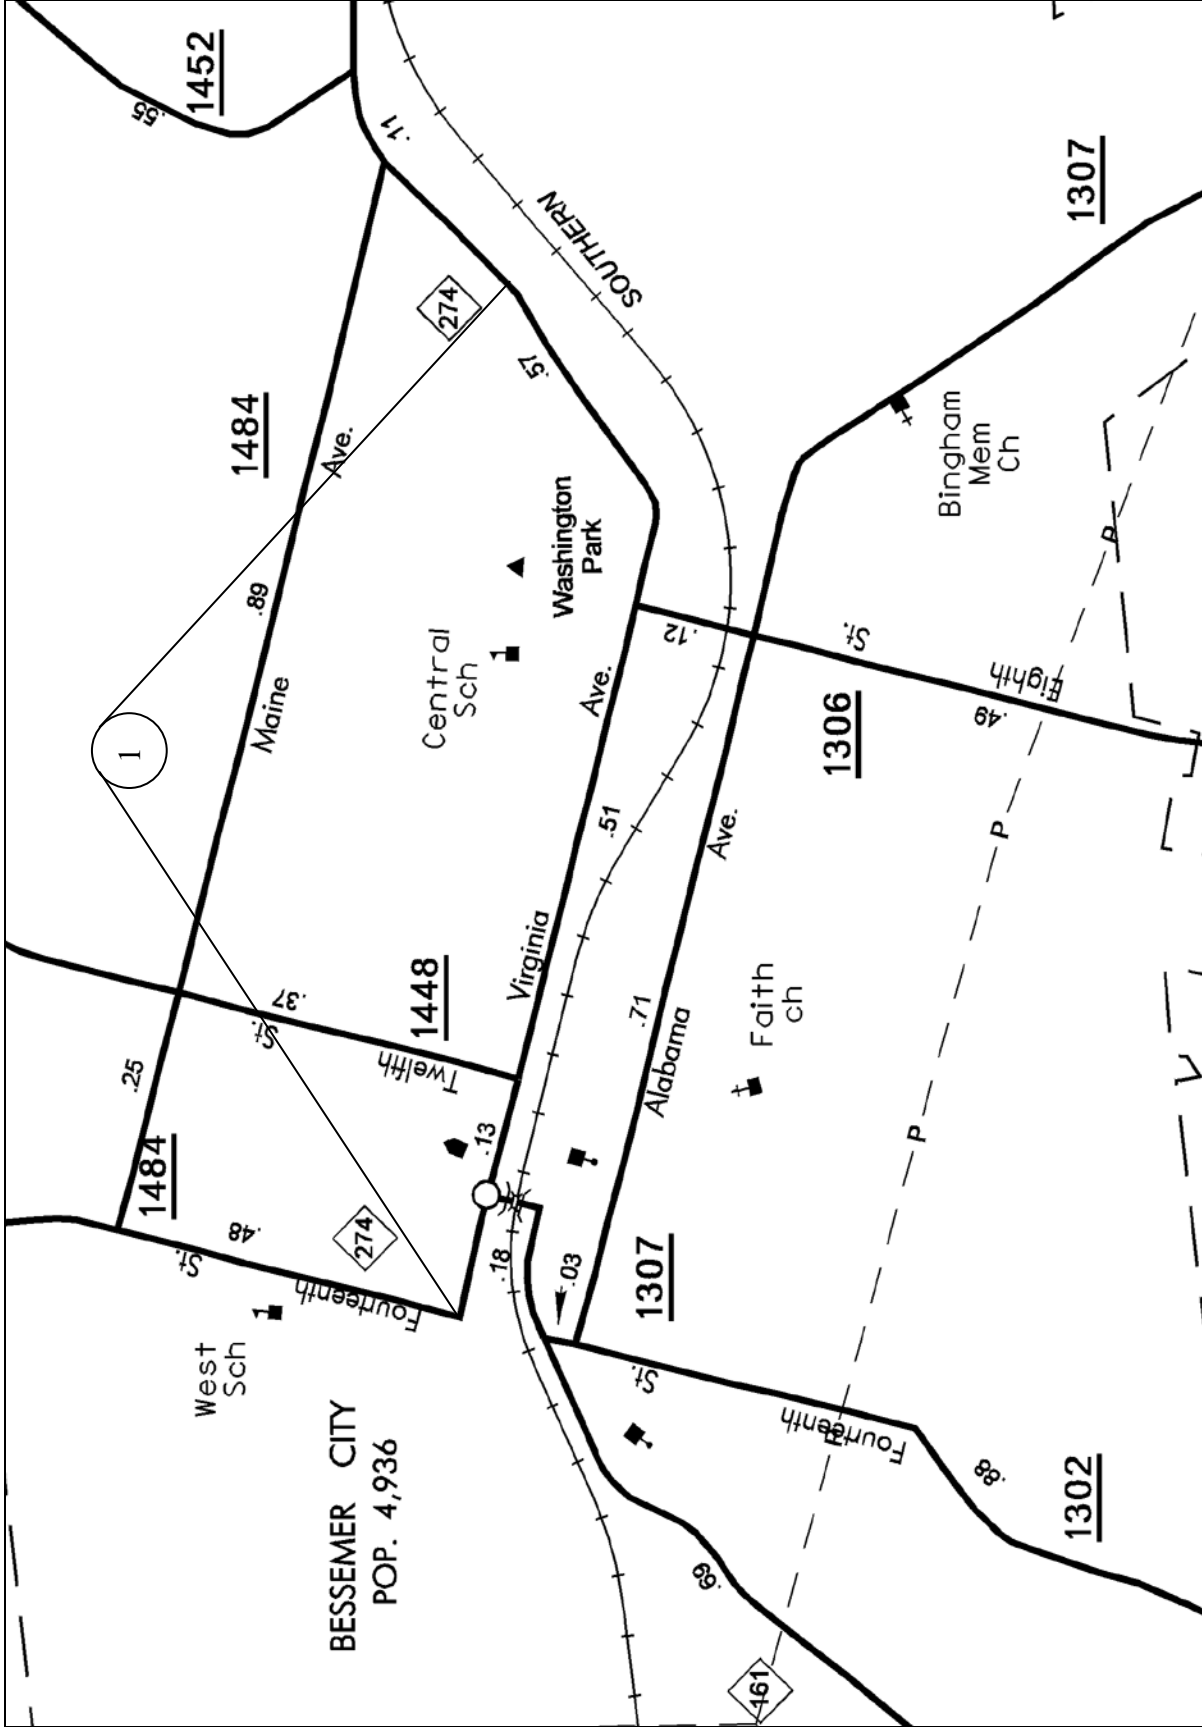 BESSEMER CITY
POP. 4,936
West
Sch
Fourteenth
St.
.48
274
1484
.25
Maine
Ave.
.89
1484
1
Twelfth
St.
.37
1448
.13
Virginia
Ave.
.51
Central
Sch
Washington
Park
.57
274
.11
1452
.55
SOUTHERN
.12
Eighth
St.
.49
1306
Alabama
Ave.
.71
Faith
ch
.18
.03
1307
Fourteenth
St.
.88
1302
.69
161
Bingham
Mem
Ch
1307
P
P
P
P